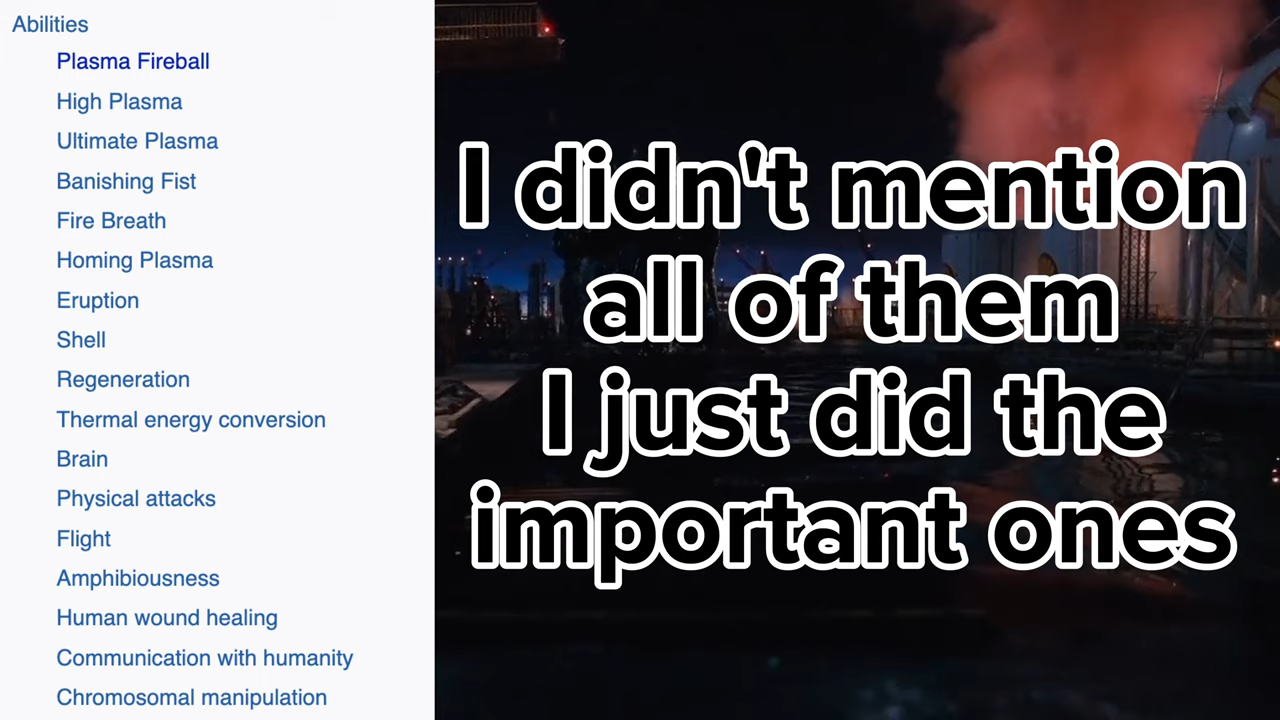 Abilities
Plasma Fireball
High Plasma
Ultimate Plasma
Banishing Fist
Fire Breath
Homing Plasma
Eruption
Shell
Regeneration
Thermal energy conversion
Brain
Physical attacks
Flight
Amphibiousness
Human wound healing
Communication with humanity
Chromosomal manipulation
I didn't mention
all of them
I just did the
important ones